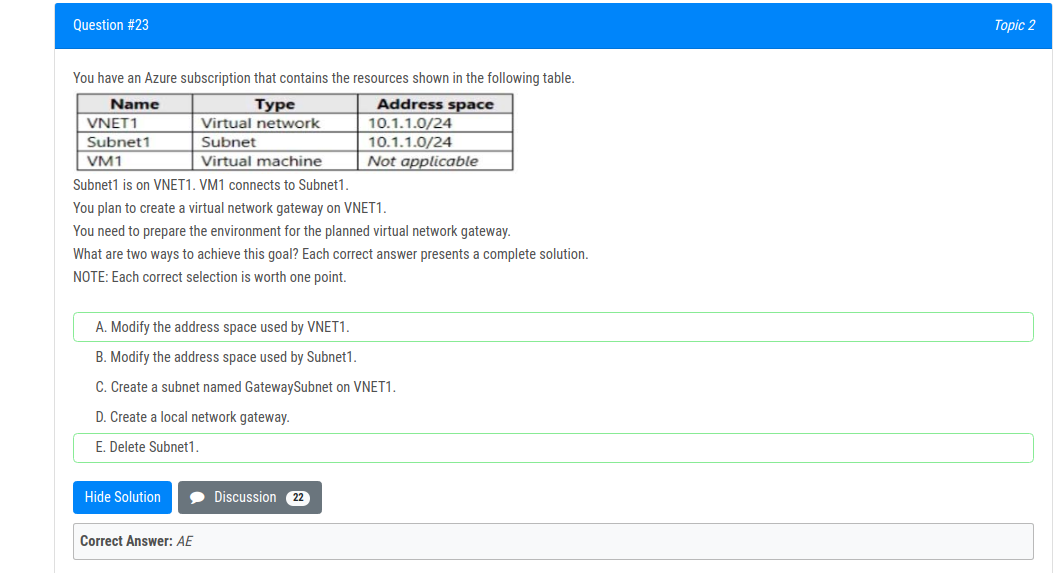 Question #23
Topic 2
You have an Azure subscription that contains the resources shown in the following table.
Name Type Address space
VNET1 Virtual network 10.1.1.0/24
Subnet1 Subnet 10.1.1.0/24
VM1 Virtual machine Not applicable
Subnet1 is on VNET1. VM1 connects to Subnet1.
You plan to create a virtual network gateway on VNET1.
You need to prepare the environment for the planned virtual network gateway.
What are two ways to achieve this goal? Each correct answer presents a complete solution.
NOTE: Each correct selection is worth one point.
A. Modify the address space used by VNET1.
B. Modify the address space used by Subnet1.
C. Create a subnet named GatewaySubnet on VNET1.
D. Create a local network gateway.
E. Delete Subnet1.
Hide Solution
Discussion 22
Correct Answer: AE